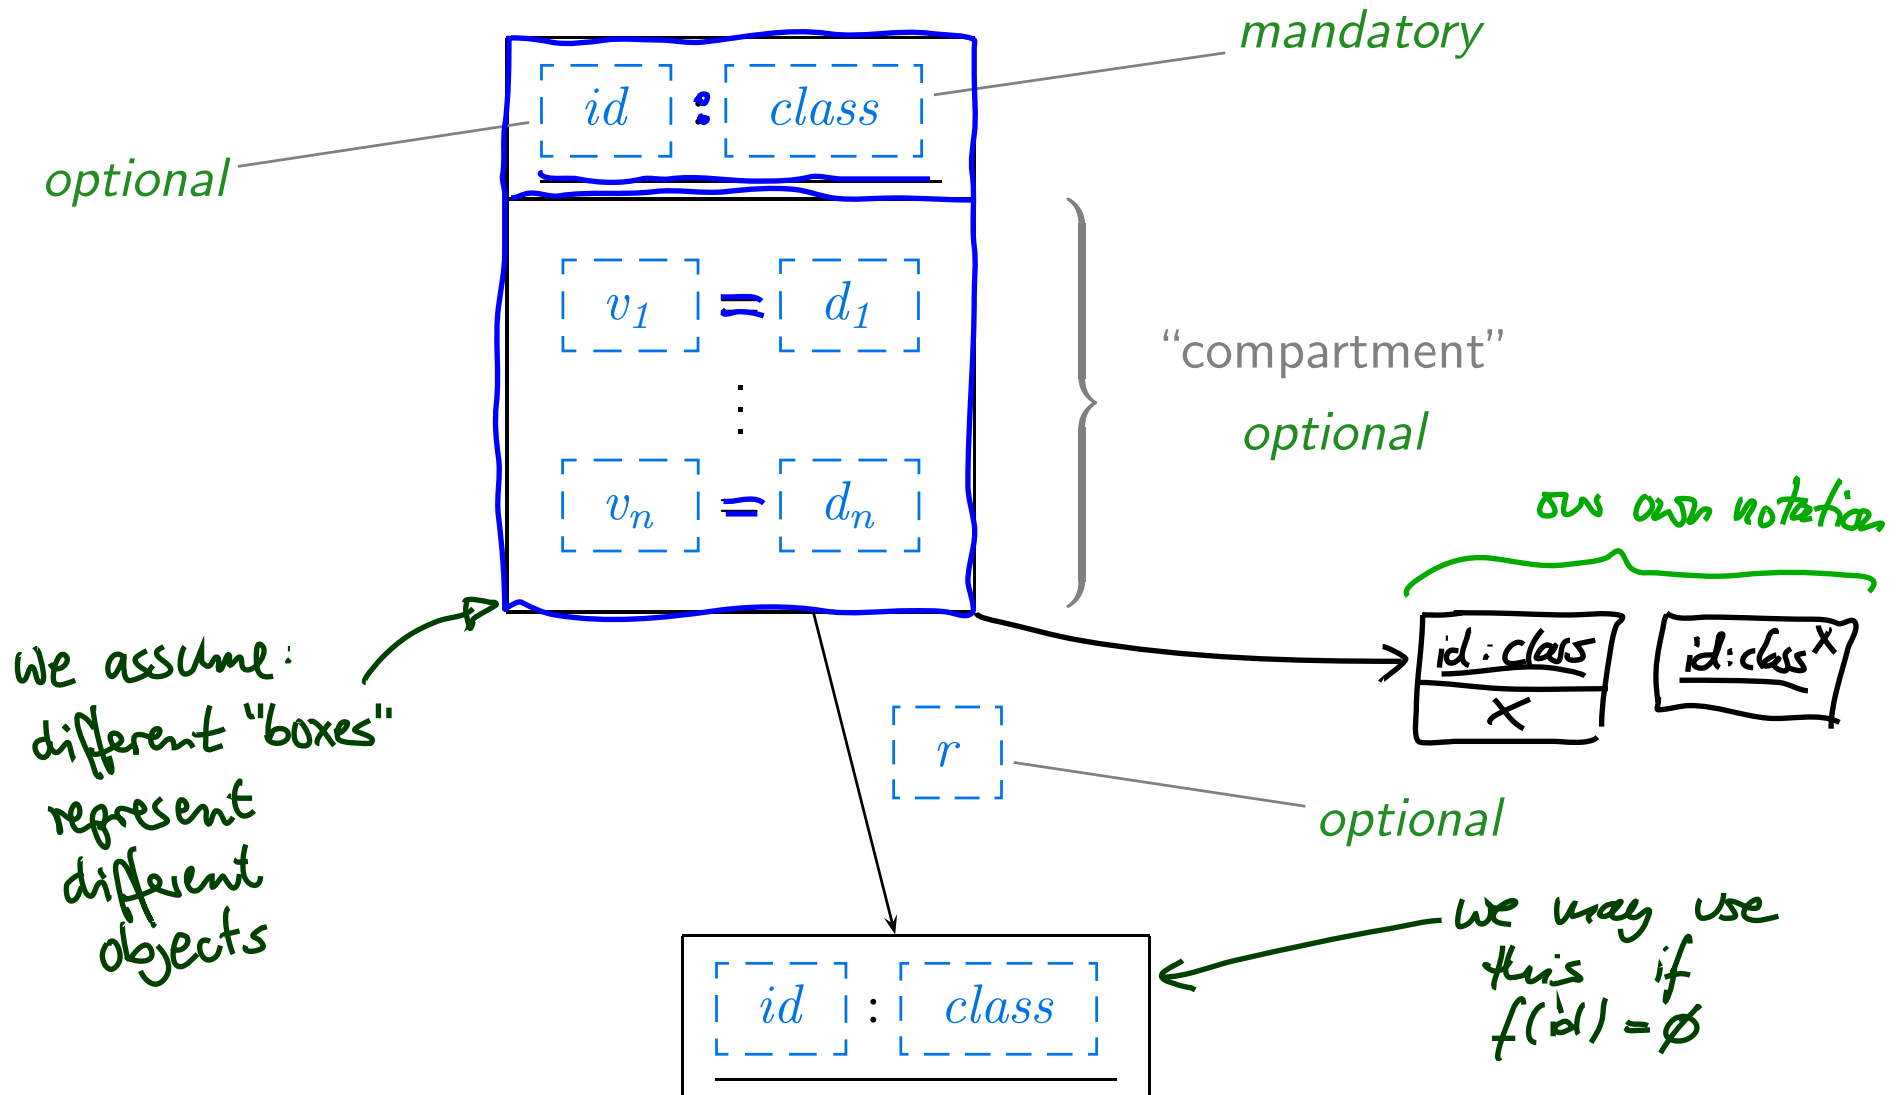 mandatory
id : class
optional
v1 = d1
⋮
“compartment”
optional
vn = dn
our own notation
we assume:
different "boxes"
represent
different
objects
id : class
X
id : class X
r
optional
we may use
this if
f(id) = ∅
id : class